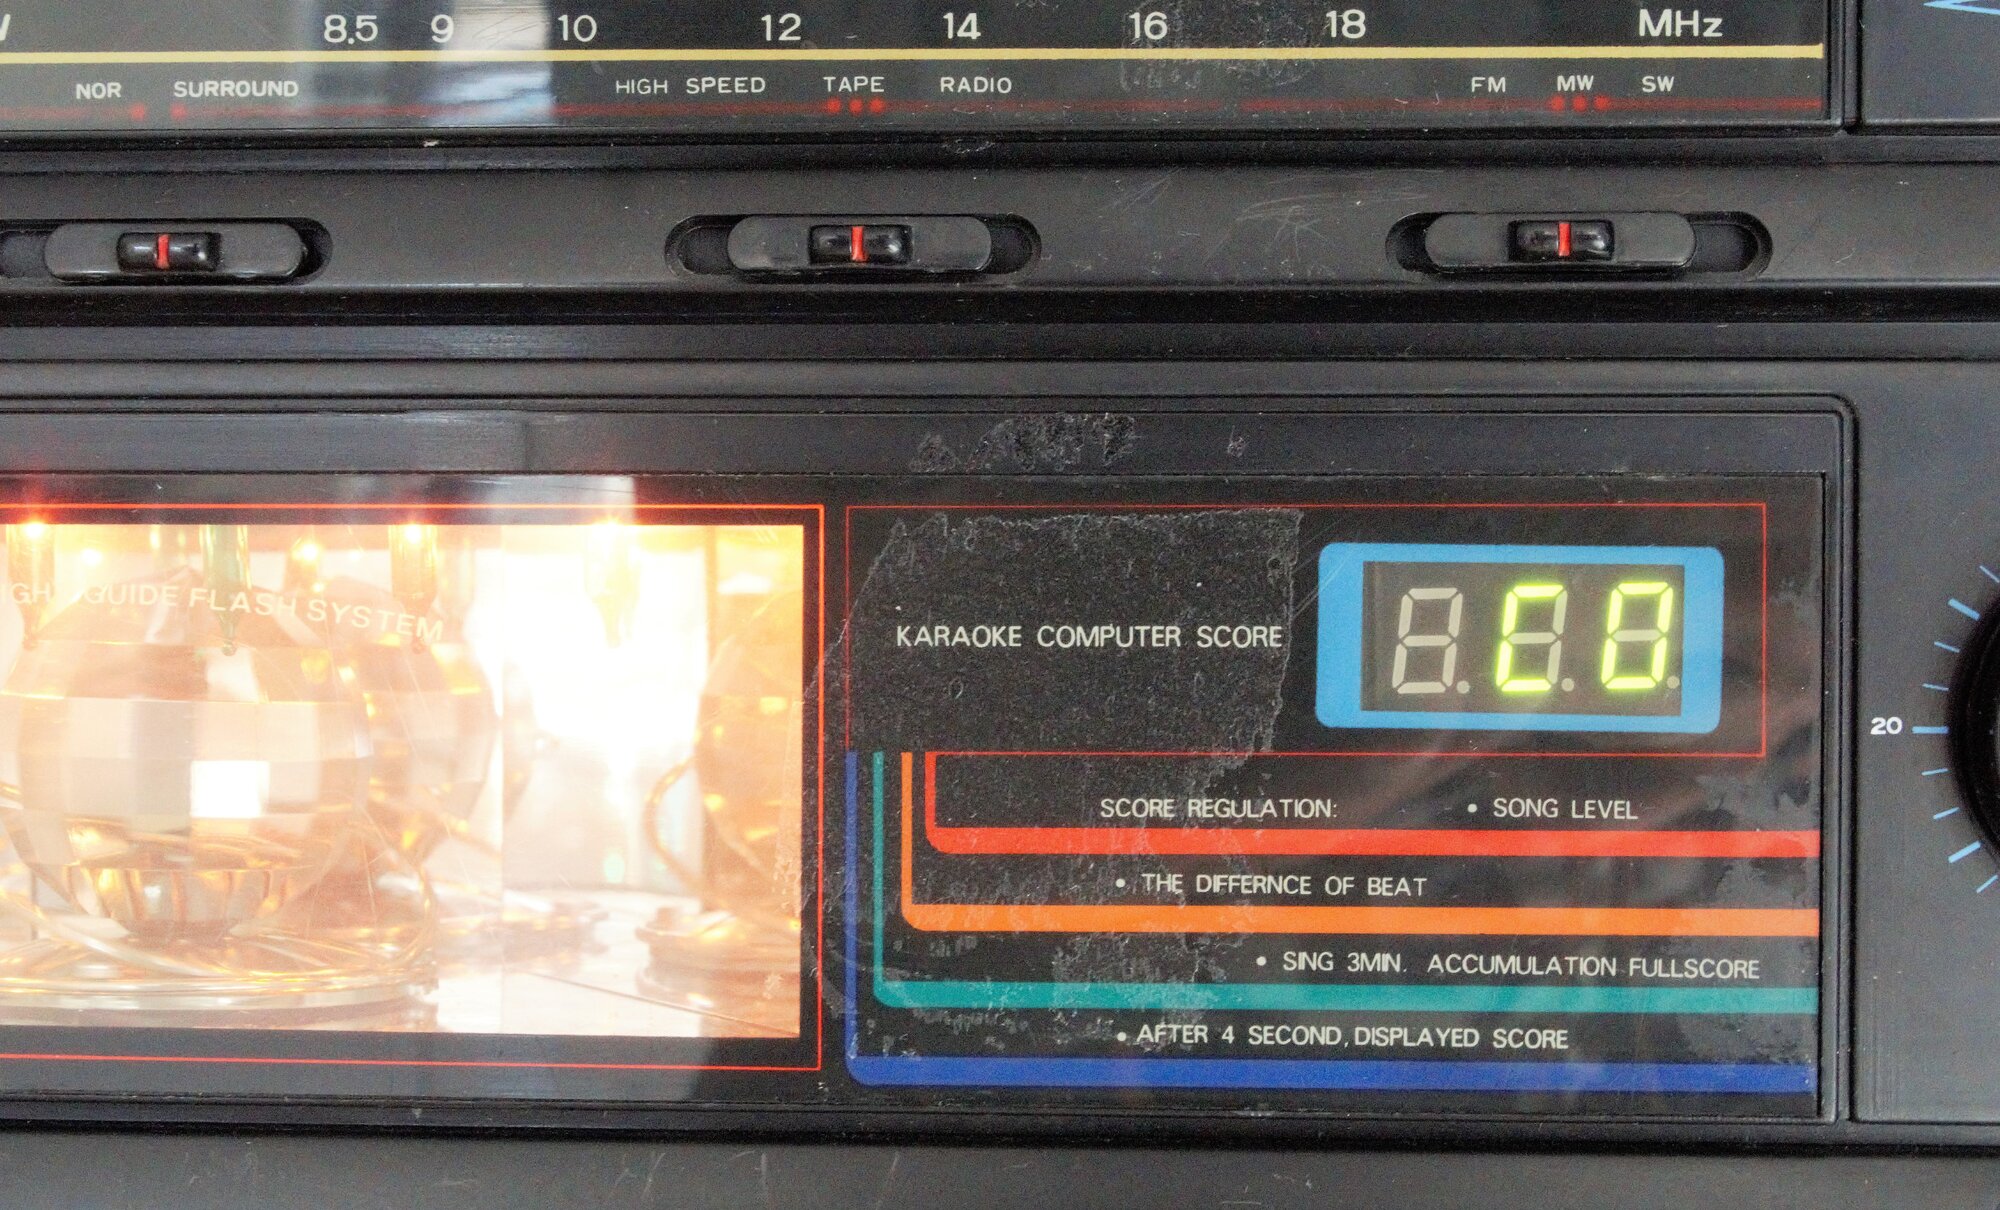 8.5 9 10 12 14 16 18 MHz
NOR SURROUND HIGH SPEED TAPE RADIO FM MW SW
GUIDE FLASH SYSTEM
KARAOKE COMPUTER SCORE
C0
20
SCORE REGULATION: • SONG LEVEL
• THE DIFFERNCE OF BEAT
• SING 3MIN. ACCUMULATION FULLSCORE
• AFTER 4 SECOND, DISPLAYED SCORE